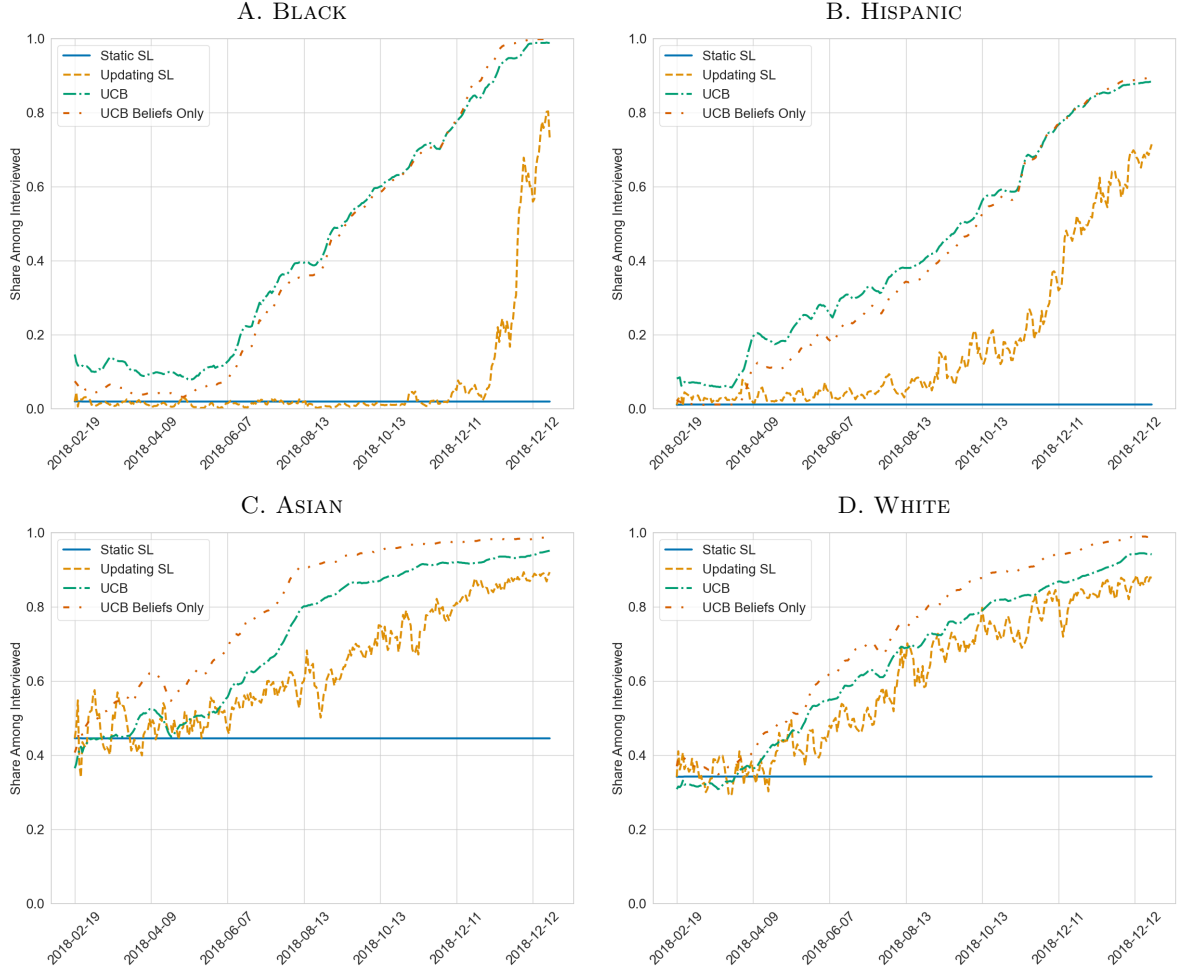 A. BLACK
Share Among Interviewed
1.0
0.8
0.6
0.4
0.2
0.0
Static SL
Updating SL
UCB
UCB Beliefs Only
2018-02-19
2018-04-09
2018-06-07
2018-08-13
2018-10-13
2018-12-11
2018-12-12
B. HISPANIC
Share Among Interviewed
1.0
0.8
0.6
0.4
0.2
0.0
Static SL
Updating SL
UCB
UCB Beliefs Only
2018-02-19
2018-04-09
2018-06-07
2018-08-13
2018-10-13
2018-12-11
2018-12-12
C. ASIAN
Share Among Interviewed
1.0
0.8
0.6
0.4
0.2
0.0
Static SL
Updating SL
UCB
UCB Beliefs Only
2018-02-19
2018-04-09
2018-06-07
2018-08-13
2018-10-13
2018-12-11
2018-12-12
D. WHITE
Share Among Interviewed
1.0
0.8
0.6
0.4
0.2
0.0
Static SL
Updating SL
UCB
UCB Beliefs Only
2018-02-19
2018-04-09
2018-06-07
2018-08-13
2018-10-13
2018-12-11
2018-12-12